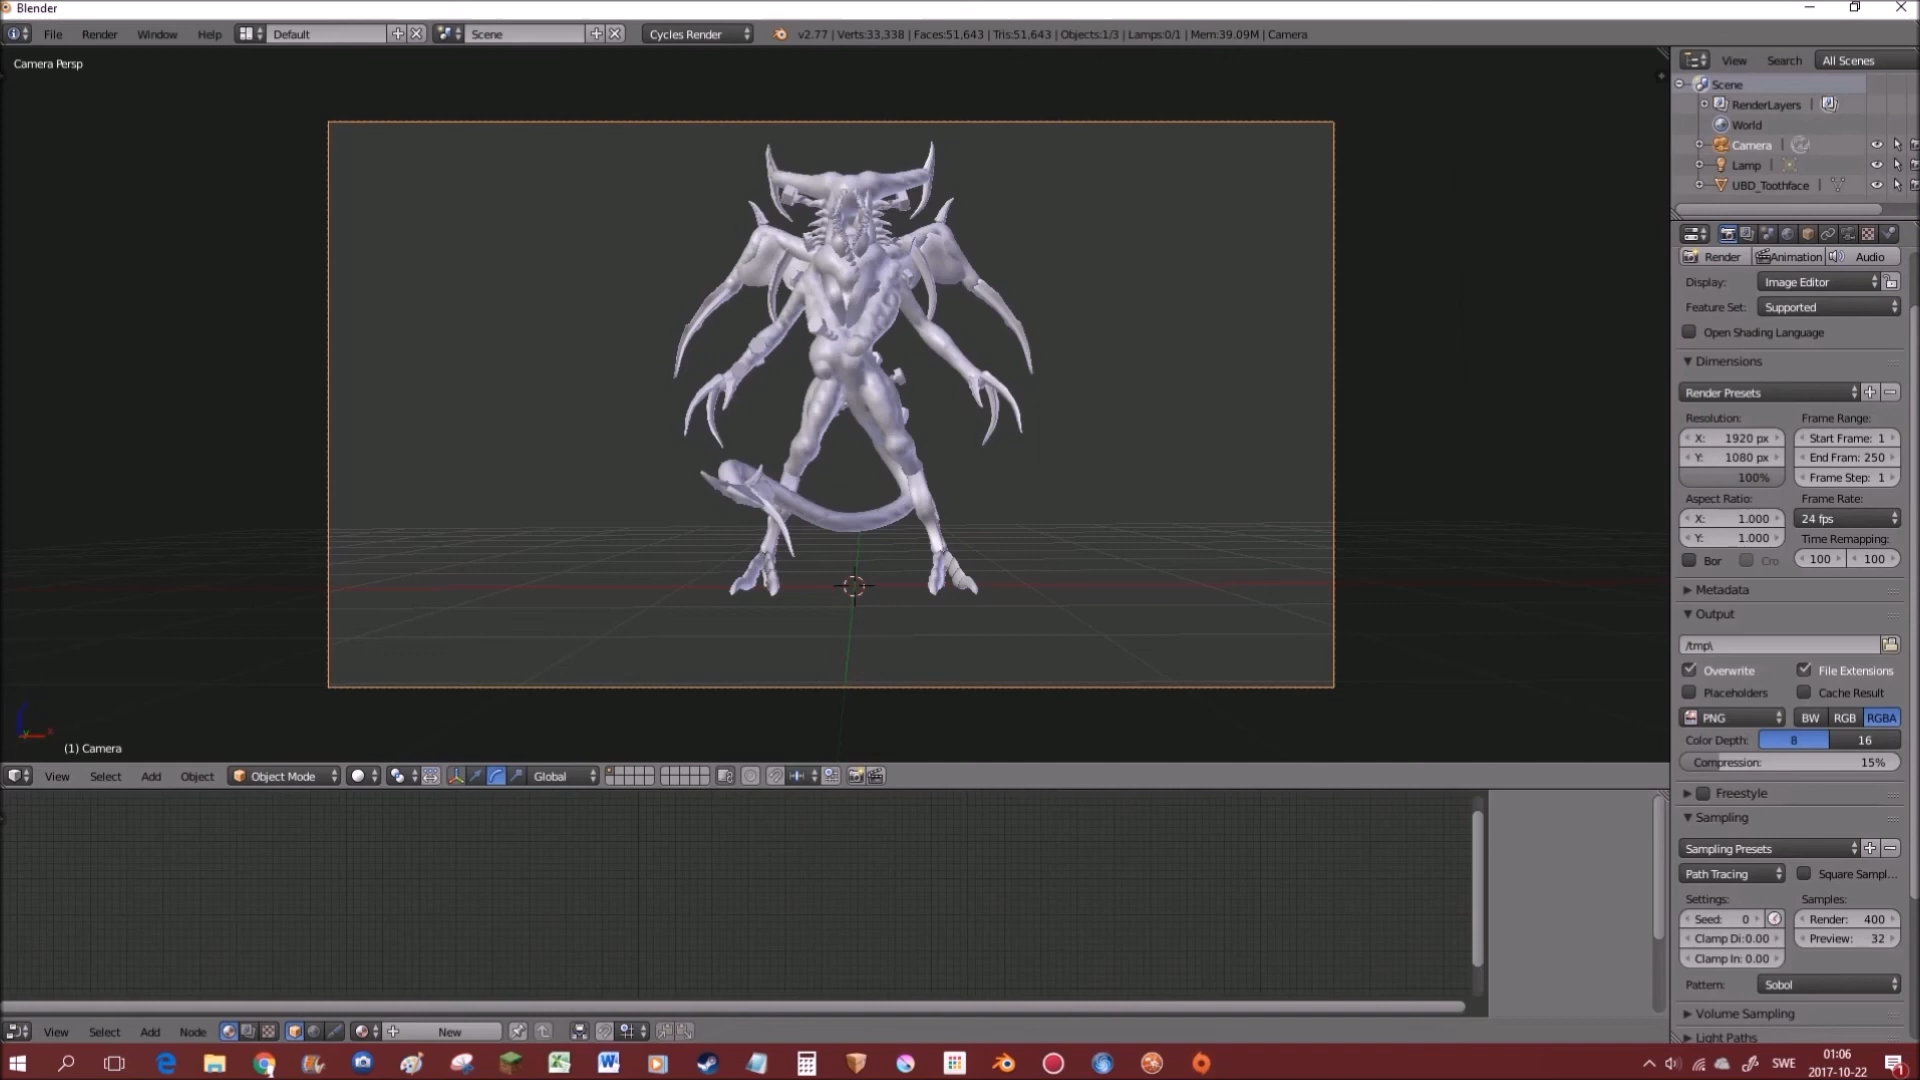 Blender
File Render Window Help Default Scene Cycles Render v2.77 | Verts:33,338 | Faces:51,643 | Tris:51,643 | Objects:1/3 | Lamps:0/1 | Mem:39.09M | Camera
Camera Persp
(1) Camera
View Select Add Object Object Mode Global
View Select Add Node New
View Search All Scenes
Scene
RenderLayers
World
Camera
Lamp
UBD_Toothface
Render Animation Audio
Display: Image Editor
Feature Set: Supported
Open Shading Language
Dimensions
Render Presets
Resolution: Frame Range:
X: 1920 px Start Frame: 1
Y: 1080 px End Fram: 250
100% Frame Step: 1
Aspect Ratio: Frame Rate:
X: 1.000 24 fps
Y: 1.000 Time Remapping:
Bor Cro 100 100
Metadata
Output
/tmp\
Overwrite File Extensions
Placeholders Cache Result
PNG BW RGB RGBA
Color Depth: 8 16
Compression: 15%
Freestyle
Sampling
Sampling Presets
Path Tracing Square Sampl...
Settings: Samples:
Seed: 0 Render: 400
Clamp Di:0.00 Preview: 32
Clamp In: 0.00
Pattern: Sobol
Volume Sampling
Light Paths
SWE 01:06
2017-10-22
1